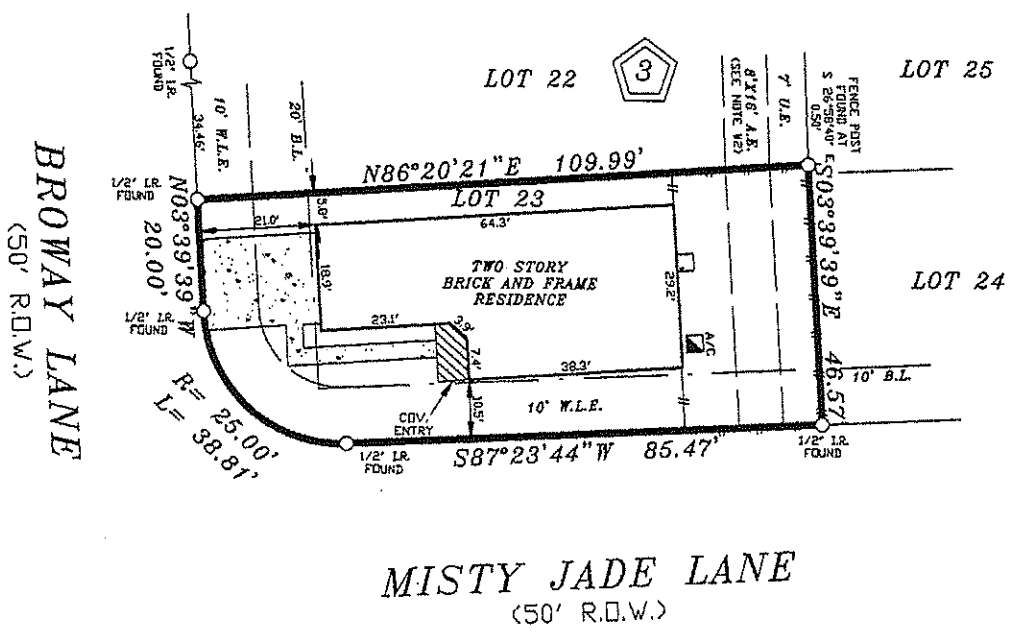 LOT 22
3
LOT 25
1/2" I.R.
FOUND
34.46'
10' W.L.E.
20' B.L.
8'X16' A.E.
(SEE NOTE #2)
7' U.E.
FENCE POST
FOUND AT
S 26°58'40" E
0.50'
BROWAY LANE
(50' R.O.W.)
1/2" I.R.
FOUND
N86°20'21"E 109.99'
LOT 23
N03°39'39"W
20.00'
21.0'
5.0'
64.3'
S03°39'39"E 46.57'
LOT 24
18.9'
TWO STORY
BRICK AND FRAME
RESIDENCE
29.2'
1/2" I.R.
FOUND
23.1'
3.9'
7.4'
A/C
38.3'
10' B.L.
R= 25.00'
L= 38.81'
COV.
ENTRY
10.5'
10' W.L.E.
1/2" I.R.
FOUND
S87°23'44"W 85.47'
1/2" I.R.
FOUND
MISTY JADE LANE
(50' R.O.W.)